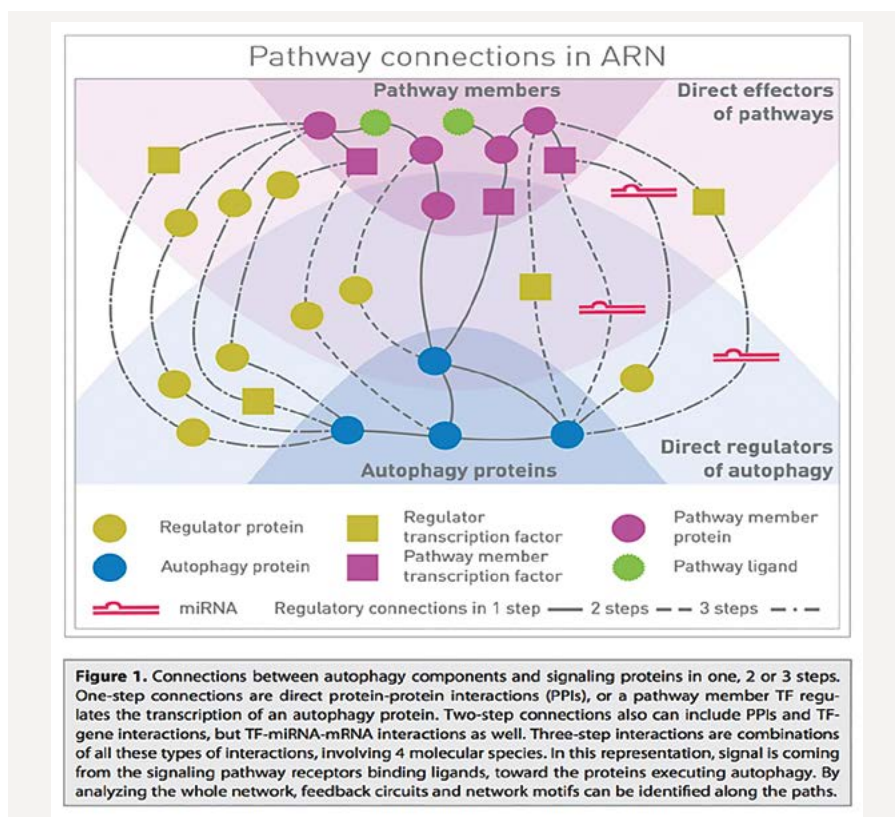 Pathway connections in ARN
Pathway members
Direct effectors
of pathways
Autophagy proteins
Direct regulators
of autophagy
Regulator protein
Regulator
transcription factor
Pathway member
protein
Autophagy protein
Pathway member
transcription factor
Pathway ligand
miRNA
Regulatory connections in 1 step
2 steps
3 steps
Figure 1. Connections between autophagy components and signaling proteins in one, 2 or 3 steps.
One-step connections are direct protein-protein interactions (PPIs), or a pathway member TF regu-
lates the transcription of an autophagy protein. Two-step connections also can include PPIs and TF-
gene interactions, but TF-miRNA-mRNA interactions as well. Three-step interactions are combinations
of all these types of interactions, involving 4 molecular species. In this representation, signal is coming
from the signaling pathway receptors binding ligands, toward the proteins executing autophagy. By
analyzing the whole network, feedback circuits and network motifs can be identified along the paths.